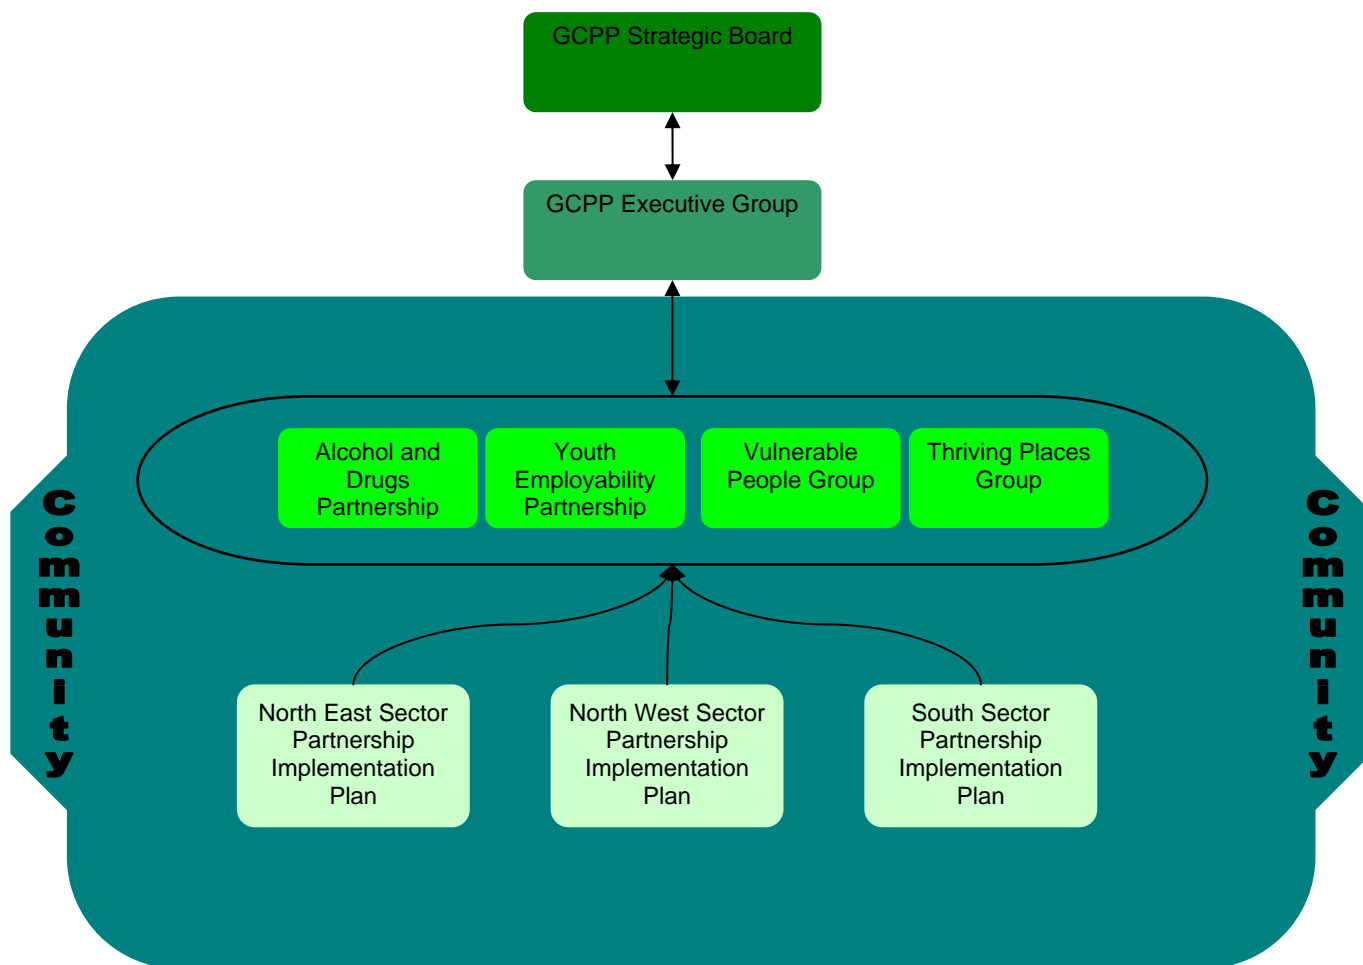 GCPP Strategic Board
GCPP Executive Group
Alcohol and
Drugs
Partnership
Youth
Employability
Partnership
Vulnerable
People Group
Thriving Places
Group
Community
Community
North East Sector
Partnership
Implementation
Plan
North West Sector
Partnership
Implementation
Plan
South Sector
Partnership
Implementation
Plan